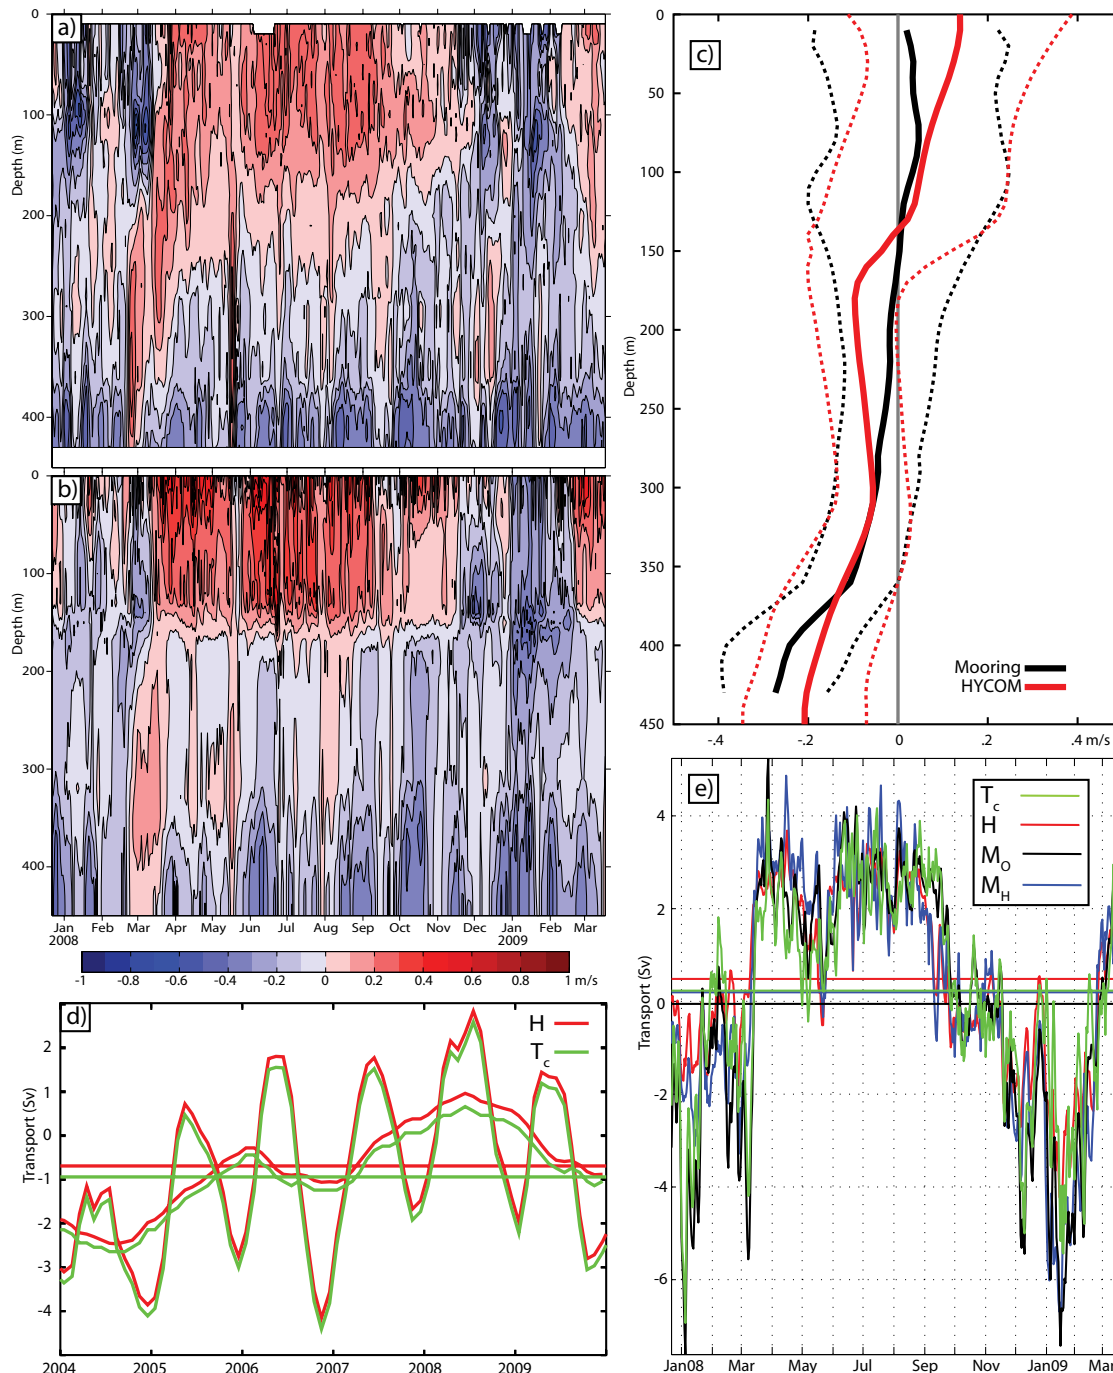 a)
0
100
200
300
400
Depth (m)
b)
0
100
200
300
400
Depth (m)
Jan Feb Mar Apr May Jun Jul Aug Sep Oct Nov Dec Jan Feb Mar
2008 2009
-1 -0.8 -0.6 -0.4 -0.2 0 0.2 0.4 0.6 0.8 1 m/s
c)
0
50
100
150
200
250
300
350
400
450
Depth (m)
Mooring
HYCOM
-.4 -.2 0 .2 .4 m/s
d)
H
Tc
2
1
0
-1
-2
-3
-4
Transport (Sv)
2004 2005 2006 2007 2008 2009
e)
Tc
H
MO
MH
4
2
0
-2
-4
-6
Transport (Sv)
Jan08 Mar May Jul Sep Nov Jan09 Mar